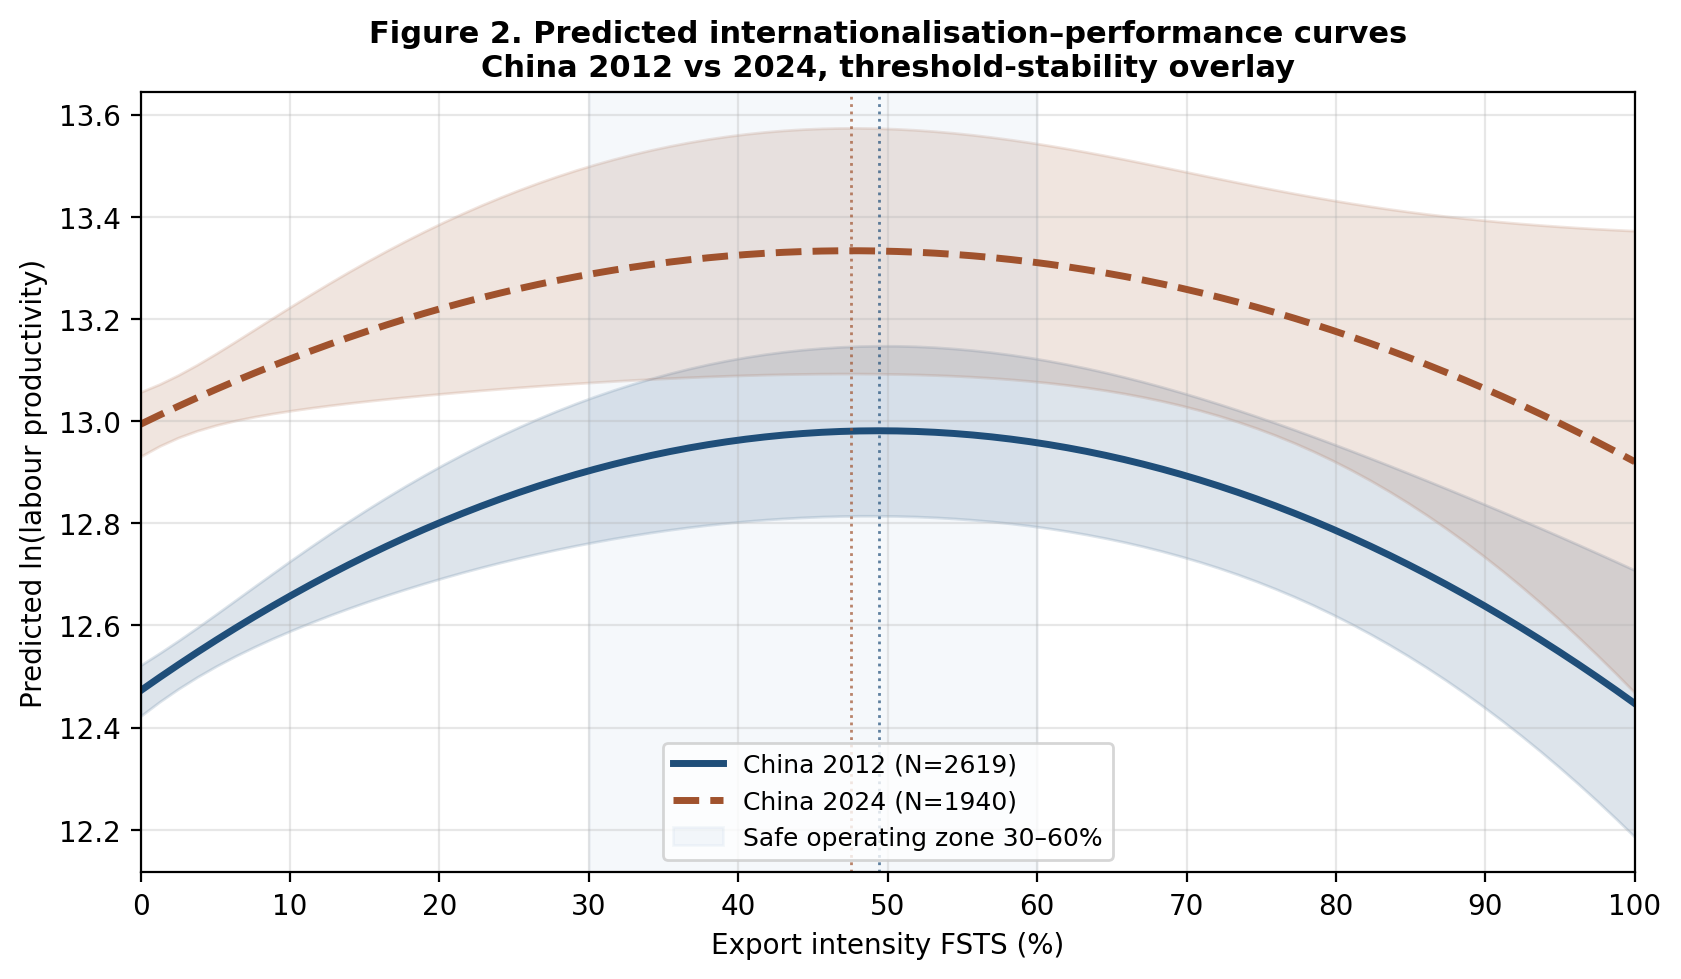 Figure 2. Predicted internationalisation–performance curves
China 2012 vs 2024, threshold-stability overlay
Predicted ln(labour productivity)
13.6
13.4
13.2
13.0
12.8
12.6
12.4
12.2
China 2012 (N=2619)
China 2024 (N=1940)
Safe operating zone 30–60%
0 10 20 30 40 50 60 70 80 90 100
Export intensity FSTS (%)